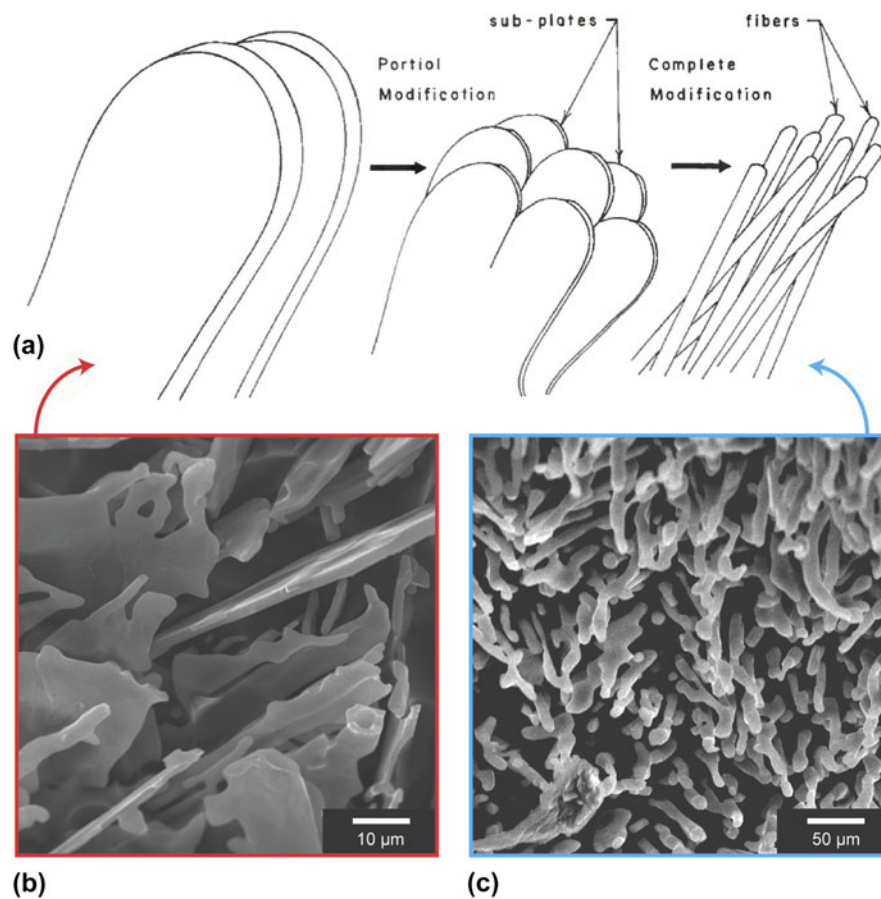 sub-plates
fibers
Portiol
Modification
Complete
Modification
(a)
10 µm
50 µm
(b)
(c)